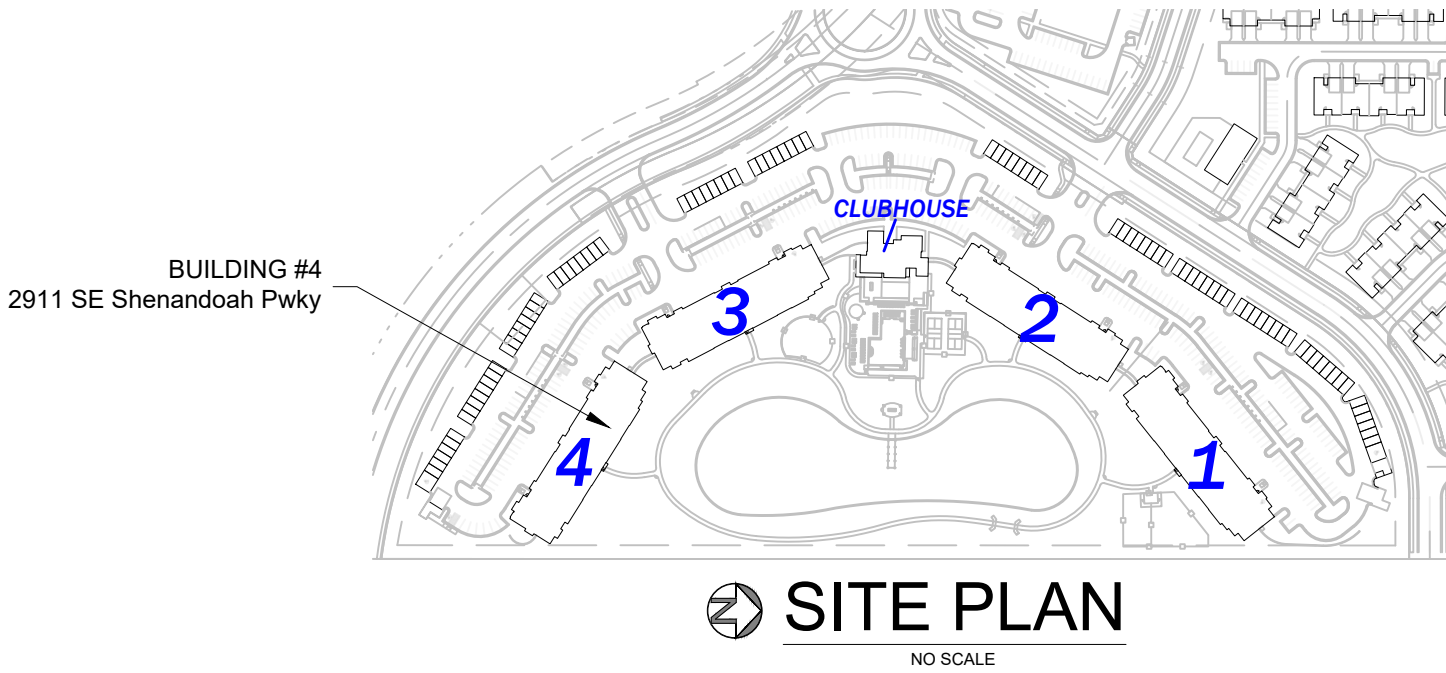 CLUBHOUSE
BUILDING #4
2911 SE Shenandoah Pwky
3
2
4
1
N
SITE PLAN
NO SCALE